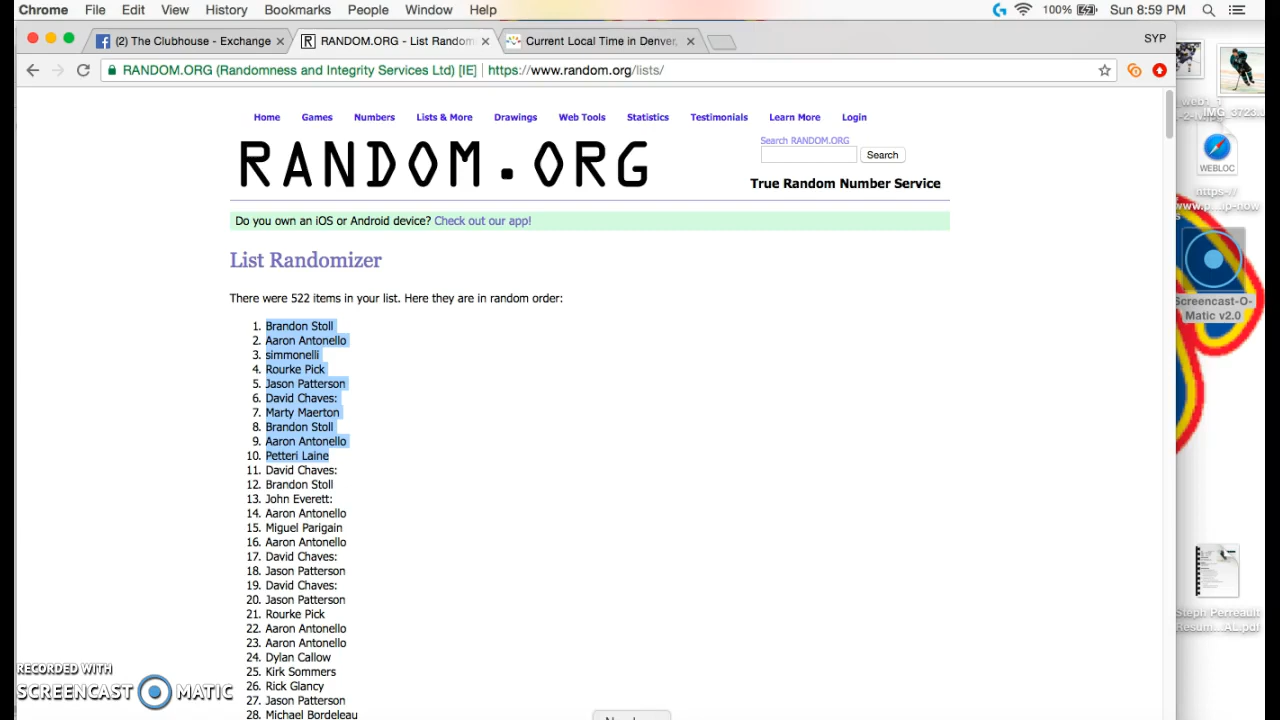 Chrome File Edit View History Bookmarks People Window Help 100% Sun 8:59 PM
(2) The Clubhouse - Exchange RANDOM.ORG - List Random Current Local Time in Denver, SYP
RANDOM.ORG (Randomness and Integrity Services Ltd) [IE] https://www.random.org/lists/
Home Games Numbers Lists & More Drawings Web Tools Statistics Testimonials Learn More Login
Search RANDOM.ORG
Search
RANDOM.ORG
True Random Number Service
Do you own an iOS or Android device? Check out our app!
List Randomizer
There were 522 items in your list. Here they are in random order:
1. Brandon Stoll
2. Aaron Antonello
3. simmonelli
4. Rourke Pick
5. Jason Patterson
6. David Chaves:
7. Marty Maerton
8. Brandon Stoll
9. Aaron Antonello
10. Petteri Laine
11. David Chaves:
12. Brandon Stoll
13. John Everett:
14. Aaron Antonello
15. Miguel Parigain
16. Aaron Antonello
17. David Chaves:
18. Jason Patterson
19. David Chaves:
20. Jason Patterson
21. Rourke Pick
22. Aaron Antonello
23. Aaron Antonello
24. Dylan Callow
25. Kirk Sommers
26. Rick Glancy
27. Jason Patterson
28. Michael Bordeleau
WEBLOC
https-//
www.p...ip-now
Screencast-O-
Matic v2.0
Steph Perreault
Resum...AL.pdf
RECORDED WITH
SCREENCAST MATIC